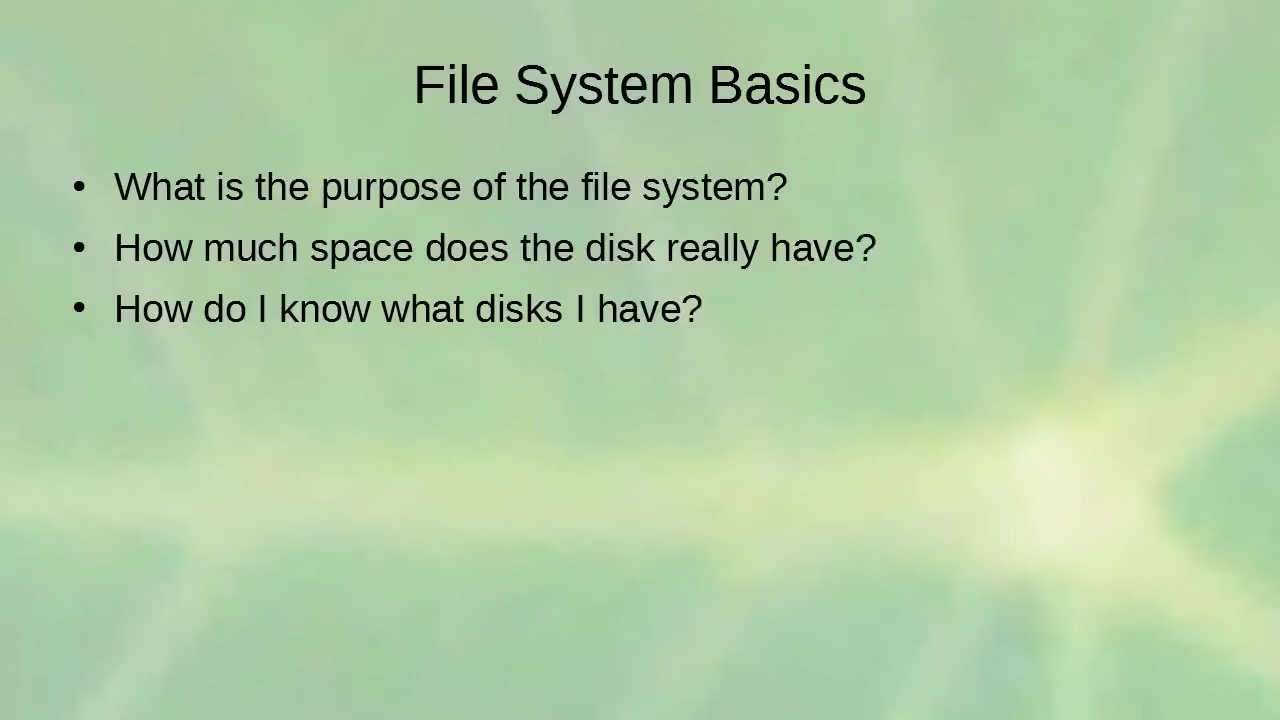 File System Basics
• What is the purpose of the file system?
• How much space does the disk really have?
• How do I know what disks I have?